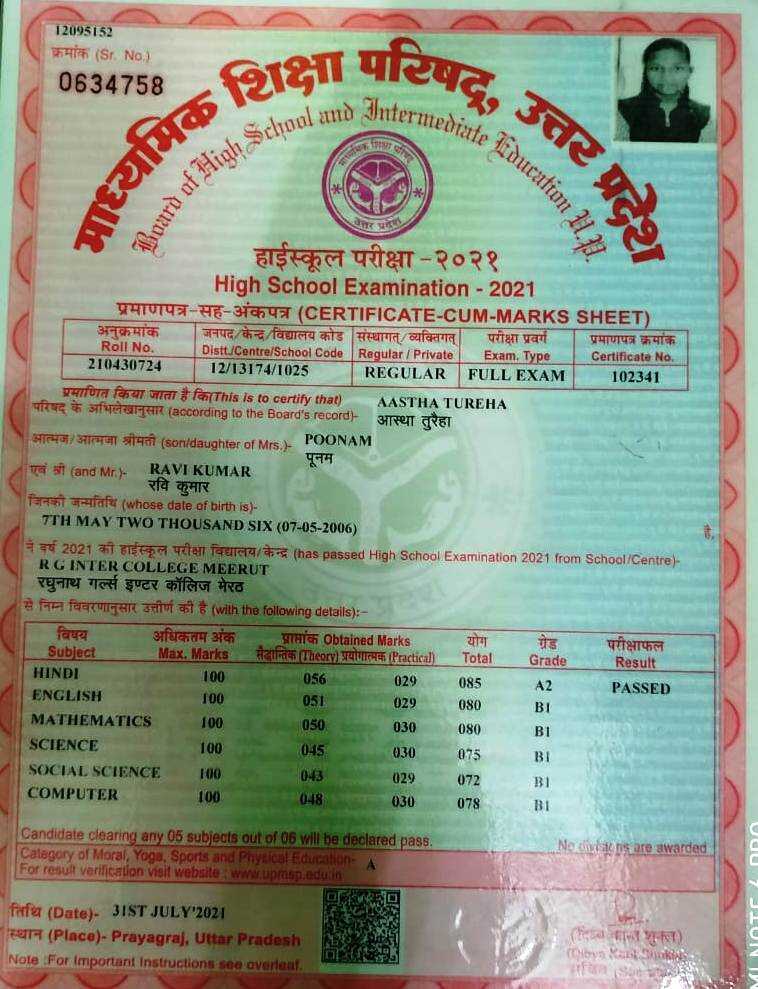 12095152
क्रमांक (Sr. No.)
0634758
माध्यमिक शिक्षा परिषद्, उत्तर प्रदेश
Board of High School and Intermediate Education U.P.
माध्यमिक शिक्षा परिषद्
उत्तर प्रदेश
हाईस्कूल परीक्षा -२०२१
High School Examination - 2021
प्रमाणपत्र-सह-अंकपत्र (CERTIFICATE-CUM-MARKS SHEET)
अनुक्रमांक जनपद/केन्द्र/विद्यालय कोड संस्थागत/व्यक्तिगत परीक्षा प्रवर्ग प्रमाणपत्र क्रमांक
Roll No. Distt./Centre/School Code Regular / Private Exam. Type Certificate No.
210430724 12/13174/1025 REGULAR FULL EXAM 102341
प्रमाणित किया जाता है कि(This is to certify that)
परिषद के अभिलेखानुसार (according to the Board's record)- AASTHA TUREHA
आस्था तुरैहा
आत्मज/आत्मजा श्रीमती (son/daughter of Mrs.)- POONAM
पूनम
एवं श्री (and Mr.)- RAVI KUMAR
रवि कुमार
जिनकी जन्मतिथि (whose date of birth is)-
7TH MAY TWO THOUSAND SIX (07-05-2006) है,
ने वर्ष 2021 की हाईस्कूल परीक्षा विद्यालय/केन्द्र (has passed High School Examination 2021 from School/Centre)-
R G INTER COLLEGE MEERUT
रघुनाथ गर्ल्स इण्टर कॉलिज मेरठ
से निम्न विवरणानुसार उत्तीर्ण की है (with the following details):-
विषय अधिकतम अंक प्राप्तांक Obtained Marks योग ग्रेड परीक्षाफल
Subject Max. Marks सैद्धान्तिक (Theory) प्रयोगात्मक (Practical) Total Grade Result
HINDI 100 056 029 085 A2 PASSED
ENGLISH 100 051 029 080 B1
MATHEMATICS 100 050 030 080 B1
SCIENCE 100 045 030 075 B1
SOCIAL SCIENCE 100 043 029 072 B1
COMPUTER 100 048 030 078 B1
Candidate clearing any 05 subjects out of 06 will be declared pass. No divisions are awarded
Category of Moral, Yoga, Sports and Physical Education- A
For result verification visit website : www.upmsp.edu.in
तिथि (Date)- 31ST JULY'2021
स्थान (Place)- Prayagraj, Uttar Pradesh
Note :For Important Instructions see overleaf.
(दिव्य कान्त शुक्ल)
सचिव